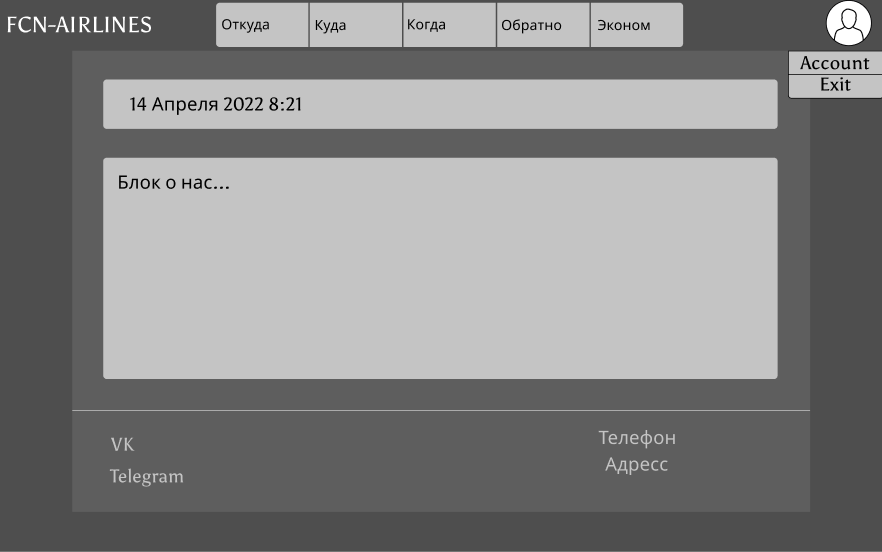 FCN-AIRLINES
Откуда
Куда
Когда
Обратно
Эконом
Account
Exit
14 Апреля 2022 8:21
Блок о нас...
VK
Telegram
Телефон
Адресс